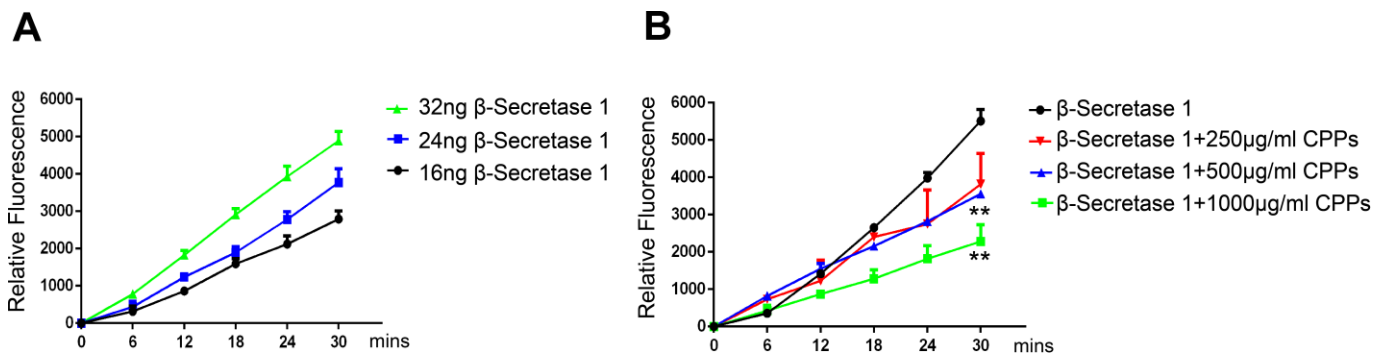 A
Relative Fluorescence
6000
5000
4000
3000
2000
1000
0
0 6 12 18 24 30 mins
32ng β-Secretase 1
24ng β-Secretase 1
16ng β-Secretase 1
B
Relative Fluorescence
6000
5000
4000
3000
2000
1000
0
0 6 12 18 24 30 mins
**
**
β-Secretase 1
β-Secretase 1+250μg/ml CPPs
β-Secretase 1+500μg/ml CPPs
β-Secretase 1+1000μg/ml CPPs